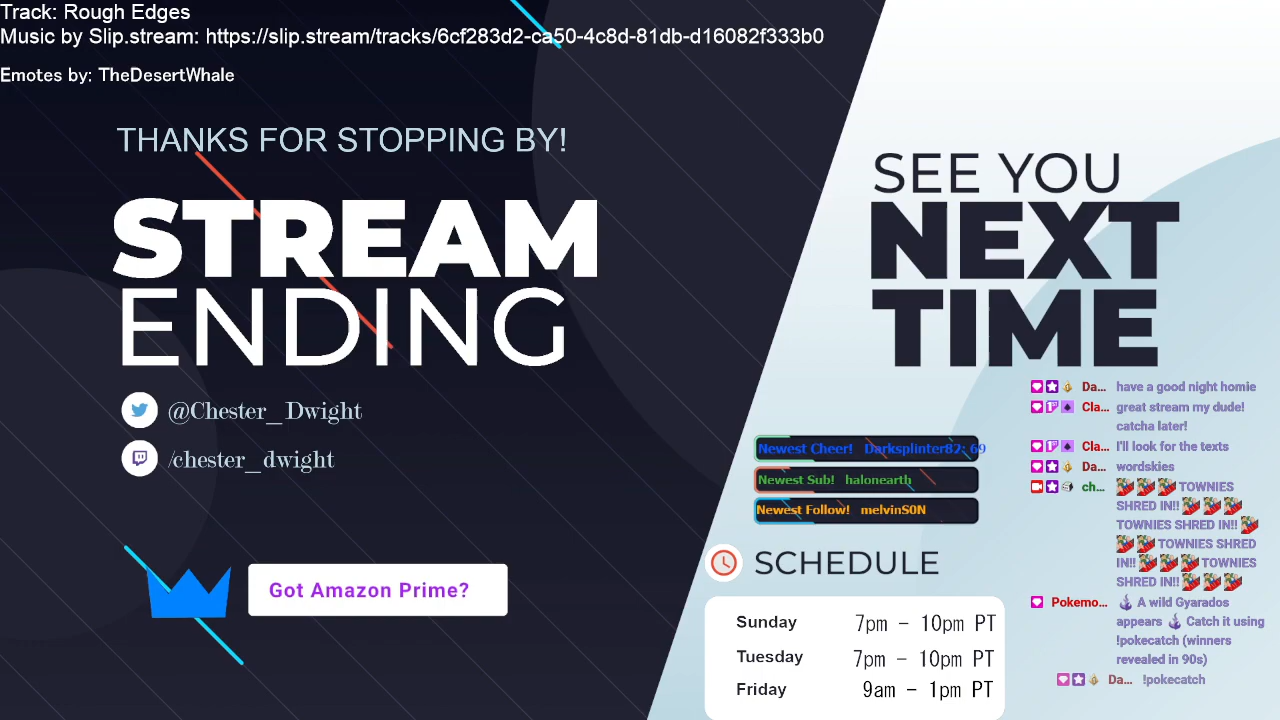 Track: Rough Edges
Music by Slip.stream: https://slip.stream/tracks/6cf283d2-ca50-4c8d-81db-d16082f333b0
Emotes by: TheDesertWhale
THANKS FOR STOPPING BY!
STREAM
ENDING
@Chester_Dwight
/chester_dwight
Got Amazon Prime?
SEE YOU
NEXT
TIME
Newest Cheer! Darksplinter82: 69
Newest Sub! halonearth
Newest Follow! melvinS0N
SCHEDULE
Sunday 7pm - 10pm PT
Tuesday 7pm - 10pm PT
Friday 9am - 1pm PT
Da... have a good night homie
Cla... great stream my dude!
catcha later!
Cla... I'll look for the texts
Da... wordskies
ch... TOWNIES
SHRED IN!!
TOWNIES SHRED IN!!
TOWNIES SHRED
IN!! TOWNIES
SHRED IN!!
Pokemo... A wild Gyarados
appears Catch it using
!pokecatch (winners
revealed in 90s)
Da... !pokecatch